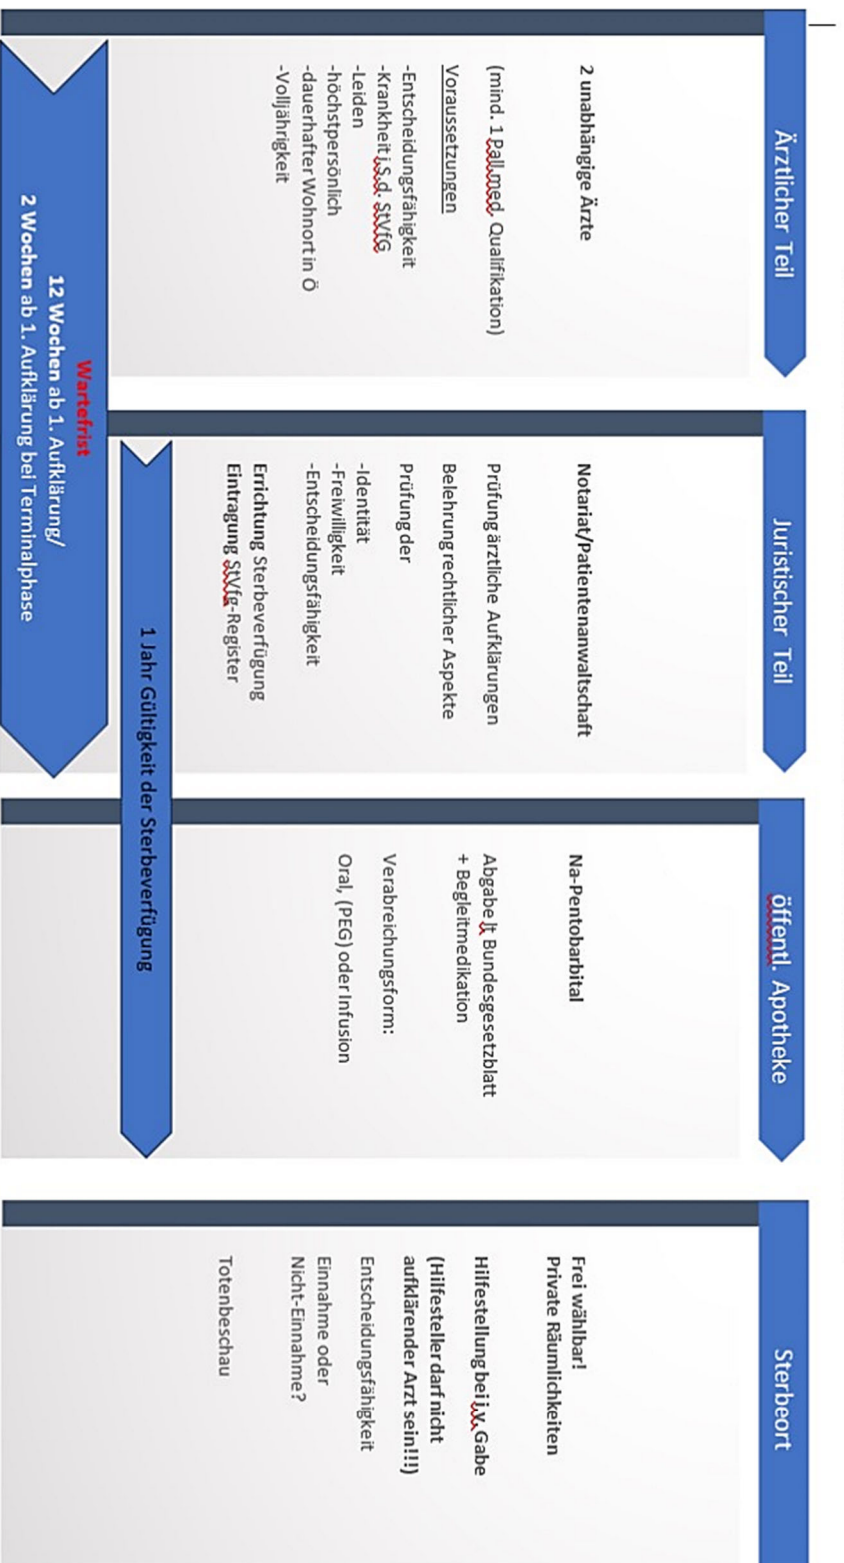 Ärztlicher Teil
2 unabhängige Ärzte
(mind. 1 Pall.med. Qualifikation)
Voraussetzungen
-Entscheidungsfähigkeit
-Krankheit i.S.d. StVfG
-Leiden
-höchstpersönlich
-dauerhafter Wohnort in Ö
-Volljährigkeit
Juristischer Teil
Notariat/Patientenanwaltschaft
Prüfung ärztliche Aufklärungen
Belehrung rechtlicher Aspekte
Prüfung der
-Identität
-Freiwilligkeit
-Entscheidungsfähigkeit
Errichtung Sterbeverfügung
Eintragung StVfg-Register
öffentl. Apotheke
Na-Pentobarbital
Abgabe lt Bundesgesetzblatt
+ Begleitmedikation
Verabreichungsform:
Oral, (PEG) oder Infusion
Sterbeort
Frei wählbar!
Private Räumlichkeiten
Hilfestellung bei i.v. Gabe
(Hilfesteller darf nicht
aufklärender Arzt sein!!!)
Entscheidungsfähigkeit
Einnahme oder
Nicht-Einnahme?
Totenbeschau
1 Jahr Gültigkeit der Sterbeverfügung
Wartefrist
12 Wochen ab 1. Aufklärung/
2 Wochen ab 1. Aufklärung bei Terminalphase